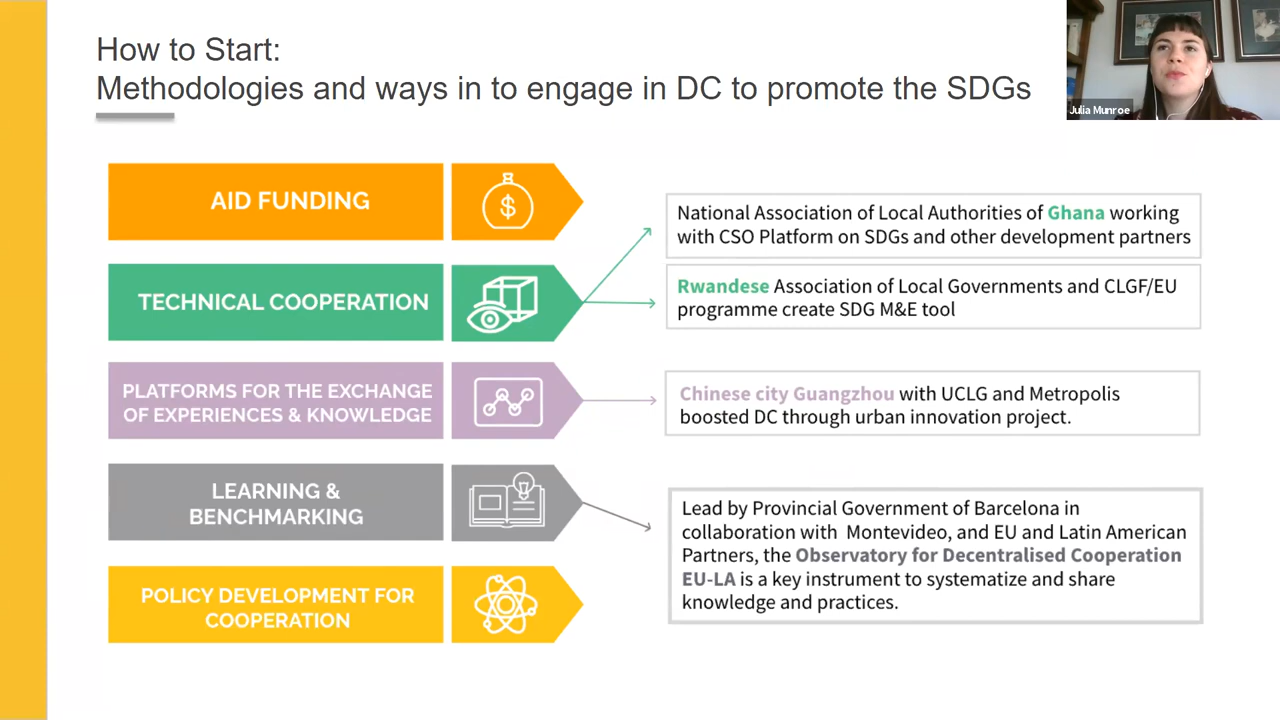 How to Start:
Methodologies and ways in to engage in DC to promote the SDGs
Julia Munroe
AID FUNDING
$
TECHNICAL COOPERATION
National Association of Local Authorities of Ghana working
with CSO Platform on SDGs and other development partners
Rwandese Association of Local Governments and CLGF/EU
programme create SDG M&E tool
PLATFORMS FOR THE EXCHANGE
OF EXPERIENCES & KNOWLEDGE
Chinese city Guangzhou with UCLG and Metropolis
boosted DC through urban innovation project.
LEARNING &
BENCHMARKING
Lead by Provincial Government of Barcelona in
collaboration with Montevideo, and EU and Latin American
Partners, the Observatory for Decentralised Cooperation
EU-LA is a key instrument to systematize and share
knowledge and practices.
POLICY DEVELOPMENT FOR
COOPERATION